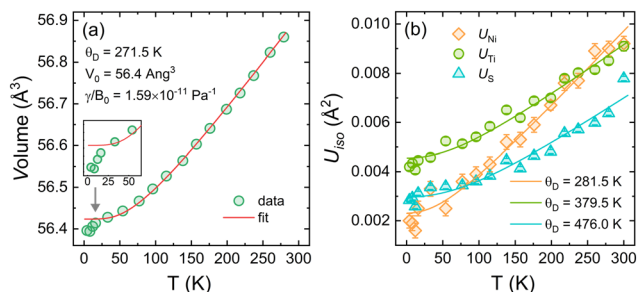 (a)
θD = 271.5 K
V0 = 56.4 Ang³
γ/B0 = 1.59×10⁻¹¹ Pa⁻¹
Volume (Å³)
56.9
56.8
56.7
56.6
56.5
56.4
0 25 50
data
fit
0 50 100 150 200 250 300
T (K)
(b)
UNi
UTi
US
Uiso (Å²)
0.010
0.008
0.006
0.004
0.002
θD = 281.5 K
θD = 379.5 K
θD = 476.0 K
0 50 100 150 200 250 300
T (K)